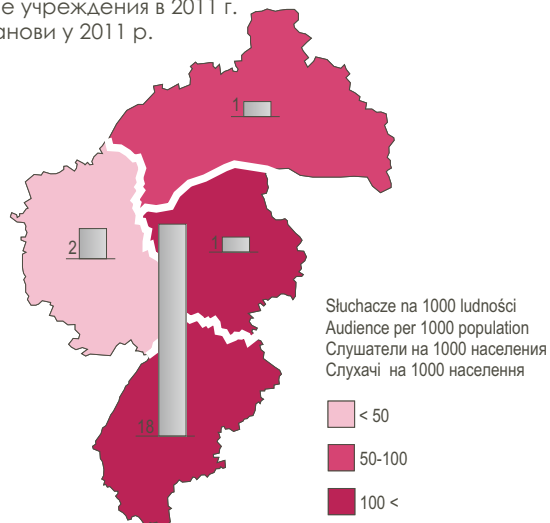 е учреждения в 2011 г.
анови у 2011 р.
1
2
1
18
Słuchacze na 1000 ludności
Audience per 1000 population
Слушатели на 1000 населения
Слухачі на 1000 населення
< 50
50-100
100 <